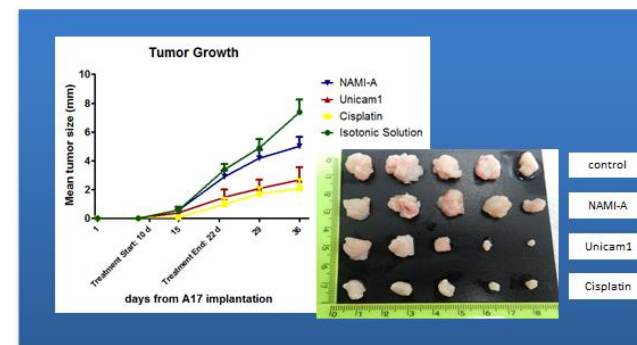 Tumor Growth
Mean tumor size (mm)
10
8
6
4
2
0
1
Treatment Start: 10 d
15
Treatment End: 22 d
29
36
days from A17 implantation
NAMI-A
Unicam1
Cisplatin
Isotonic Solution
control
NAMI-A
Unicam1
Cisplatin